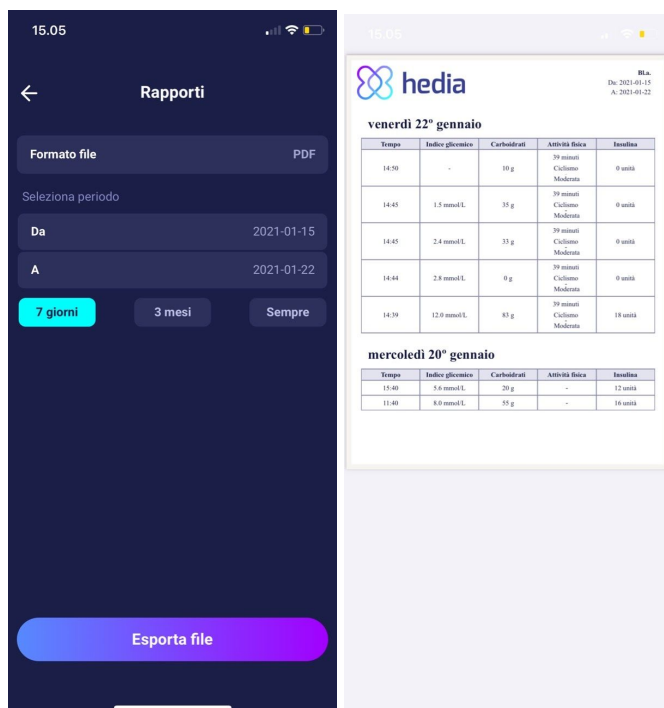 15.05
Rapporti
Formato file PDF
Seleziona periodo
Da 2021-01-15
A 2021-01-22
7 giorni 3 mesi Sempre
Esporta file
15.05
hedia
BI.a.
Da: 2021-01-15
A: 2021-01-22
venerdì 22º gennaio
Tempo Indice glicemico Carboidrati Attività fisica Insulina
39 minuti
14:50 - 10 g Ciclismo 0 unità
Moderata
39 minuti
14:45 1.5 mmol/L 35 g Ciclismo 0 unità
Moderata
39 minuti
14:45 2.4 mmol/L 33 g Ciclismo 0 unità
Moderata
39 minuti
14:44 2.8 mmol/L 0 g Ciclismo 0 unità
Moderata
39 minuti
14:39 12.0 mmol/L 83 g Ciclismo 18 unità
Moderata
mercoledì 20º gennaio
Tempo Indice glicemico Carboidrati Attività fisica Insulina
15:40 5.6 mmol/L 20 g - 12 unità
11:40 8.0 mmol/L 55 g - 16 unità